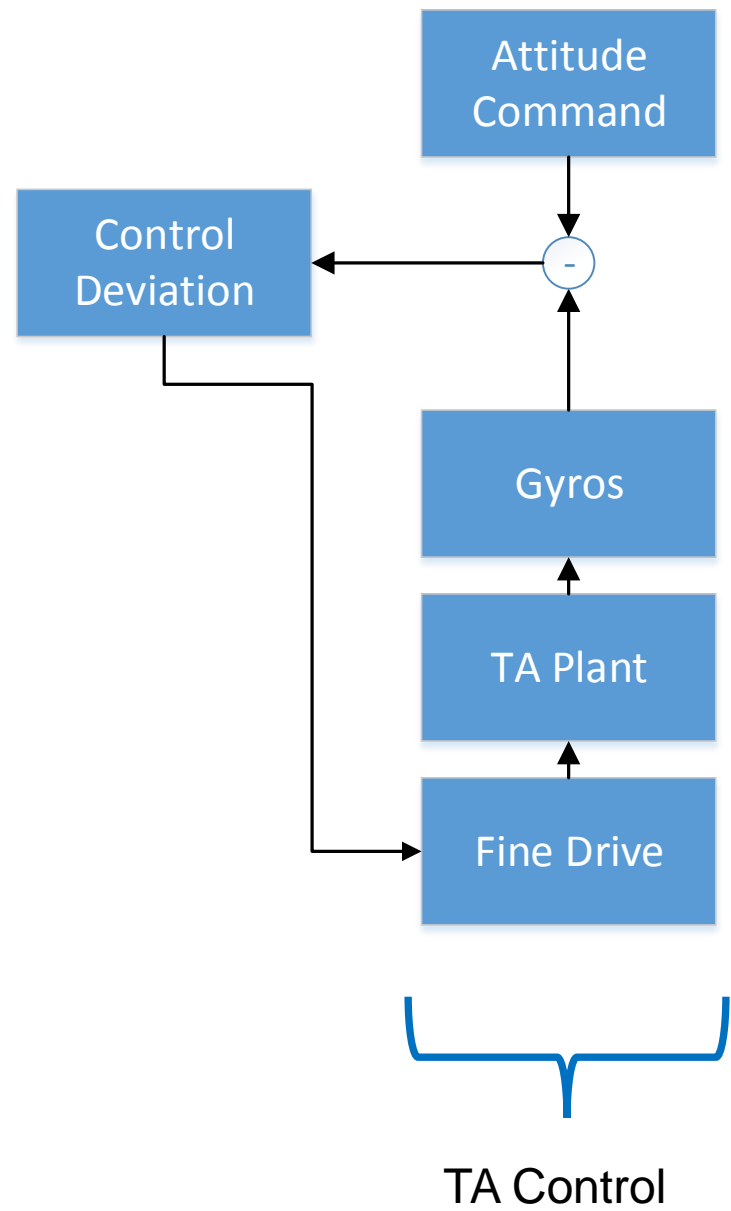 Attitude
Command
Control
Deviation
-
Gyros
TA Plant
Fine Drive
TA Control